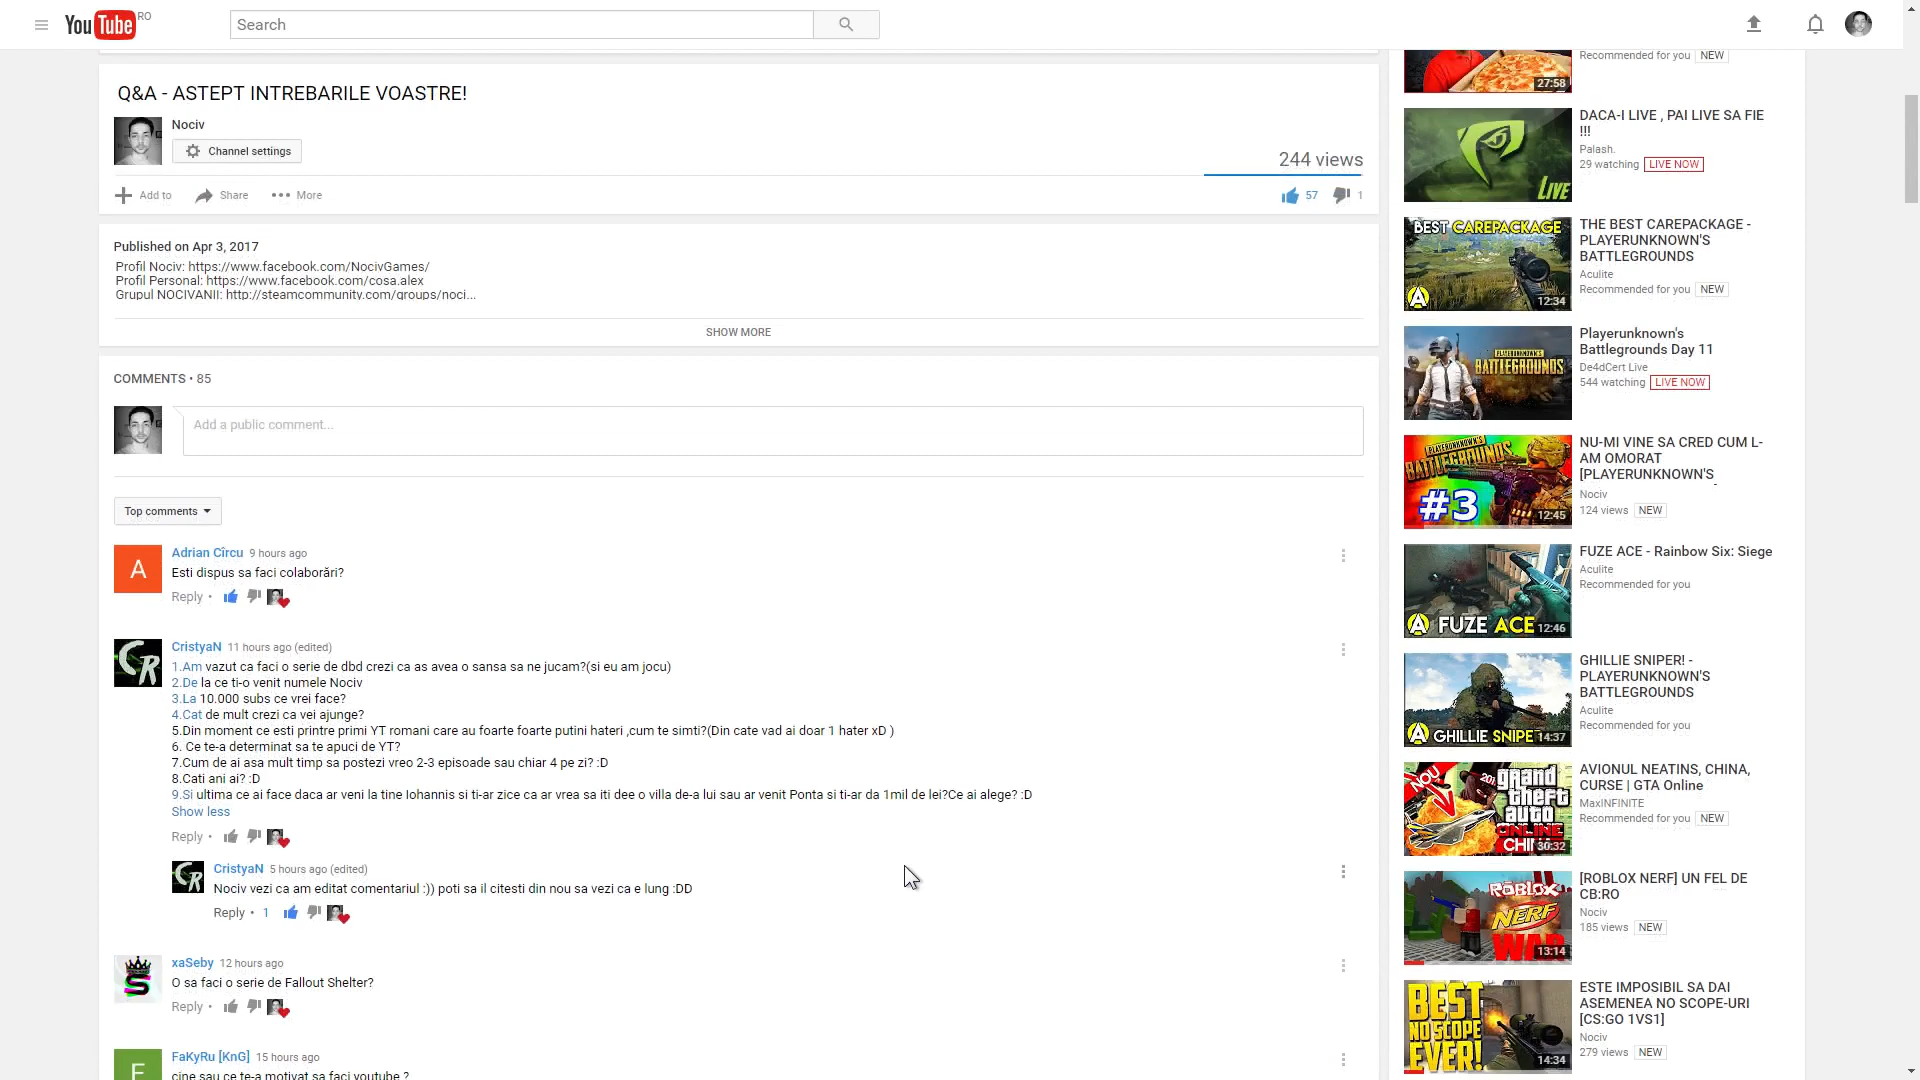 YouTube RO
Search
Q&A - ASTEPT INTREBARILE VOASTRE!
Nociv
Channel settings
244 views
Add to
Share
More
57
1
Published on Apr 3, 2017
Profil Nociv: https://www.facebook.com/NocivGames/
Profil Personal: https://www.facebook.com/cosa.alex
Grupul NOCIVANII: http://steamcommunity.com/groups/noci...
SHOW MORE
COMMENTS • 85
Add a public comment...
Top comments
A
Adrian Cîrcu 9 hours ago
Esti dispus sa faci colaborări?
Reply •
CR
CristyaN 11 hours ago (edited)
1.Am vazut ca faci o serie de dbd crezi ca as avea o sansa sa ne jucam?(si eu am jocu)
2.De la ce ti-o venit numele Nociv
3.La 10.000 subs ce vrei face?
4.Cat de mult crezi ca vei ajunge?
5.Din moment ce esti printre primi YT romani care au foarte foarte putini hateri ,cum te simti?(Din cate vad ai doar 1 hater xD )
6. Ce te-a determinat sa te apuci de YT?
7.Cum de ai asa mult timp sa postezi vreo 2-3 episoade sau chiar 4 pe zi? :D
8.Cati ani ai? :D
9.Si ultima ce ai face daca ar veni la tine Iohannis si ti-ar zice ca ar vrea sa iti dee o villa de-a lui sau ar venit Ponta si ti-ar da 1mil de lei?Ce ai alege? :D
Show less
Reply •
CR
CristyaN 5 hours ago (edited)
Nociv vezi ca am editat comentariul :)) poti sa il citesti din nou sa vezi ca e lung :DD
Reply • 1
S
xaSeby 12 hours ago
O sa faci o serie de Fallout Shelter?
Reply •
F
FaKyRu [KnG] 15 hours ago
cine sau ce te-a motivat sa faci youtube ?
27:58
Recommended for you NEW
LIVE
DACA-I LIVE , PAI LIVE SA FIE
!!!
Palash.
29 watching LIVE NOW
BEST CAREPACKAGE
A
12:34
THE BEST CAREPACKAGE -
PLAYERUNKNOWN'S
BATTLEGROUNDS
Aculite
Recommended for you NEW
PLAYERUNKNOWN'S
BATTLEGROUNDS
Playerunknown's
Battlegrounds Day 11
De4dCert Live
544 watching LIVE NOW
PLAYERUNKNOWN'S
BATTLEGROUNDS
#3
12:45
NU-MI VINE SA CRED CUM L-
AM OMORAT
[PLAYERUNKNOWN'S
Nociv
124 views NEW
A FUZE ACE
12:46
FUZE ACE - Rainbow Six: Siege
Aculite
Recommended for you
A GHILLIE SNIPE
14:37
GHILLIE SNIPER! -
PLAYERUNKNOWN'S
BATTLEGROUNDS
Aculite
Recommended for you
NOU
201
grand
theft
auto
ONLINE
CHI
30:32
AVIONUL NEATINS, CHINA,
CURSE | GTA Online
MaxINFINITE
Recommended for you NEW
ROBLOX
NERF
WAR
13:14
[ROBLOX NERF] UN FEL DE
CB:RO
Nociv
185 views NEW
BEST
NO SCOPE
EVER!
14:34
ESTE IMPOSIBIL SA DAI
ASEMENEA NO SCOPE-URI
[CS:GO 1VS1]
Nociv
279 views NEW